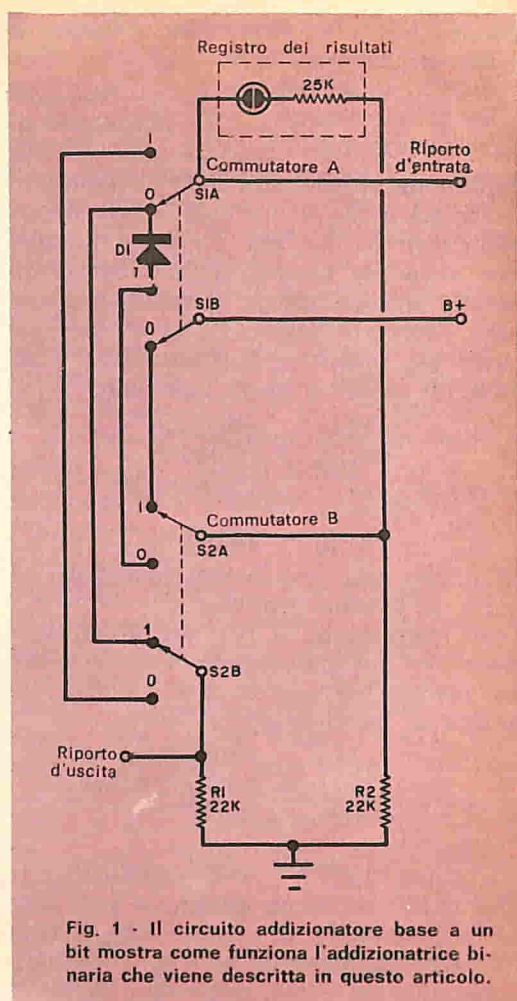 Registro dei risultati
25K
1
Commutatore A
Riporto
d'entrata
0
S1A
D1
1
S1B
B+
0
1
Commutatore B
S2A
0
1
S2B
0
Riporto
d'uscita
R1
22K
R2
22K
Fig. 1 - Il circuito addizionatore base a un
bit mostra come funziona l'addizionatrice bi-
naria che viene descritta in questo articolo.